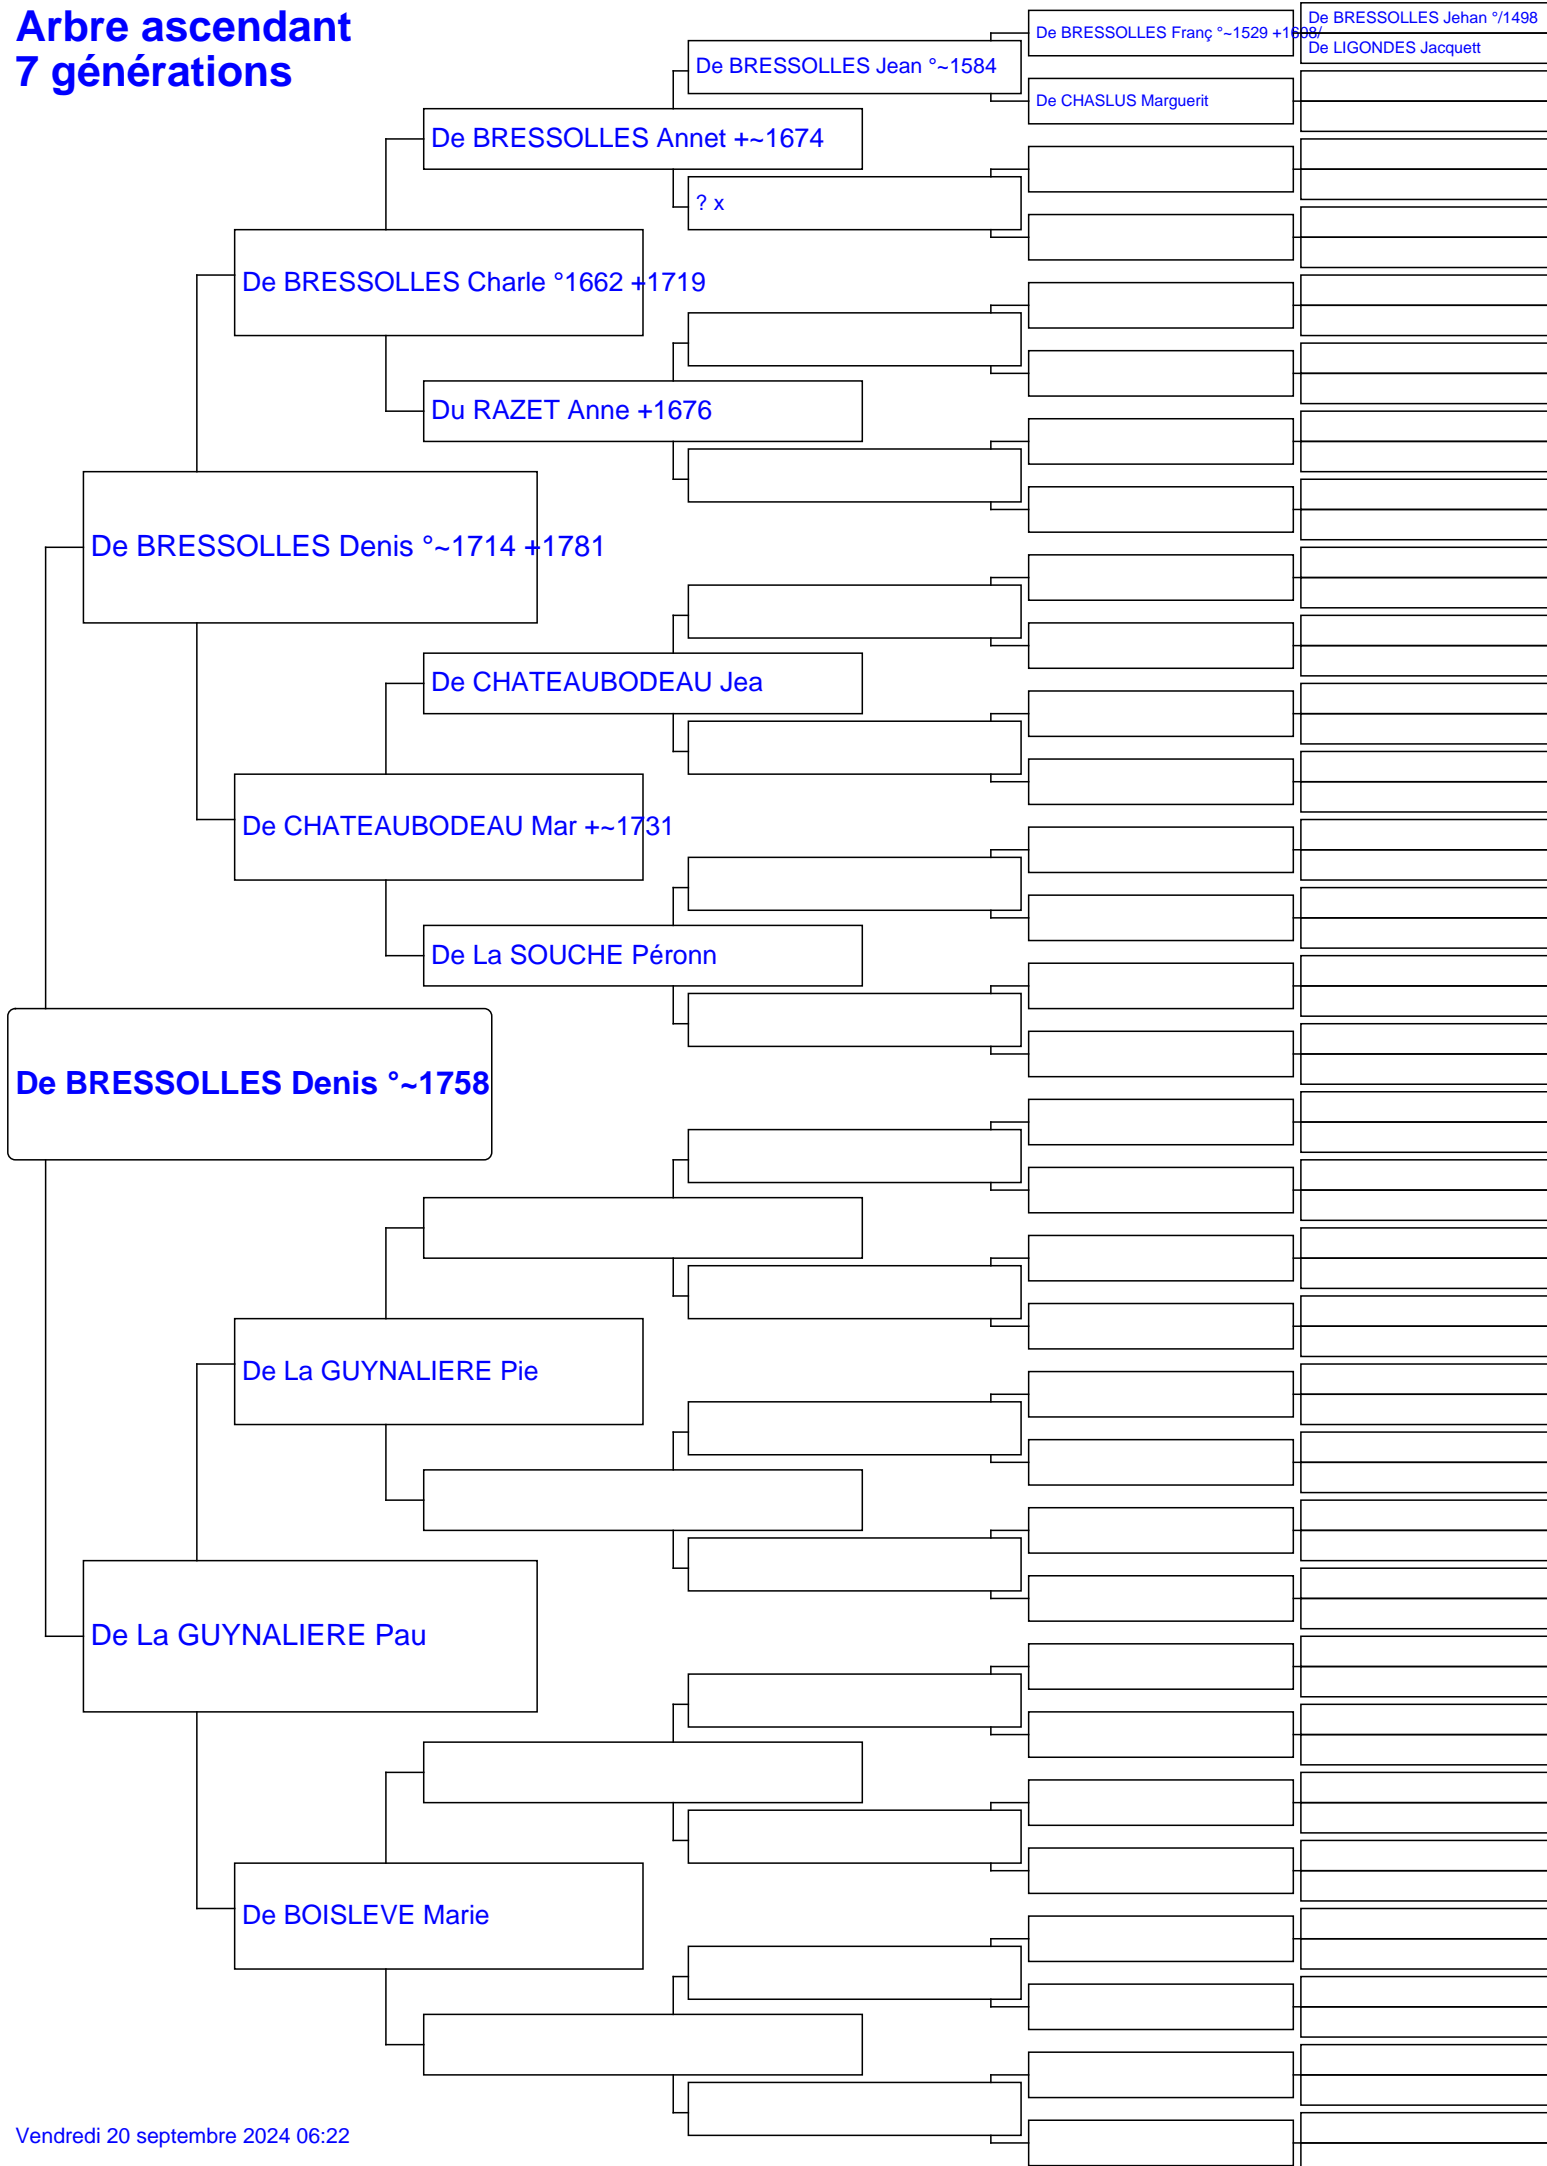 Arbre ascendant
7 générations
De BRESSOLLES Jehan °/1498
De BRESSOLLES Franç °~1529 +1608/
De LIGONDES Jacquett
De BRESSOLLES Jean °~1584
De CHASLUS Marguerit
De BRESSOLLES Annet +~1674
? x
De BRESSOLLES Charle °1662 +1719
Du RAZET Anne +1676
De BRESSOLLES Denis °~1714 +1781
De CHATEAUBODEAU Jea
De CHATEAUBODEAU Mar +~1731
De La SOUCHE Péronn
De BRESSOLLES Denis °~1758
De La GUYNALIERE Pie
De La GUYNALIERE Pau
De BOISLEVE Marie
Vendredi 20 septembre 2024 06:22